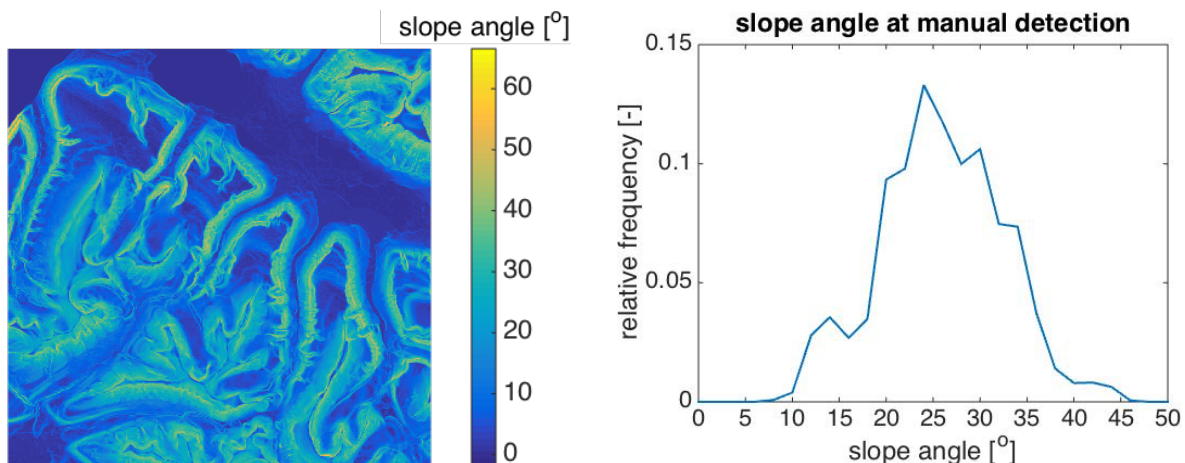 slope angle [o]
60
50
40
30
20
10
0
slope angle at manual detection
relative frequency [-]
0.15
0.1
0.05
0
0 5 10 15 20 25 30 35 40 45 50
slope angle [o]